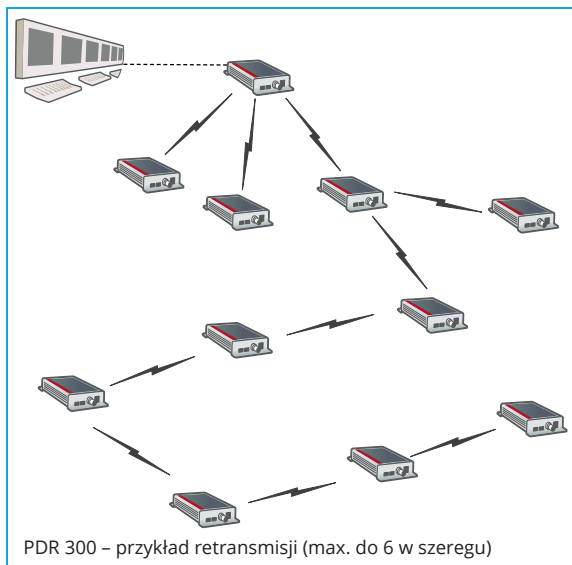 PDR 300 – przykład retransmisji (max. do 6 w szeregu)